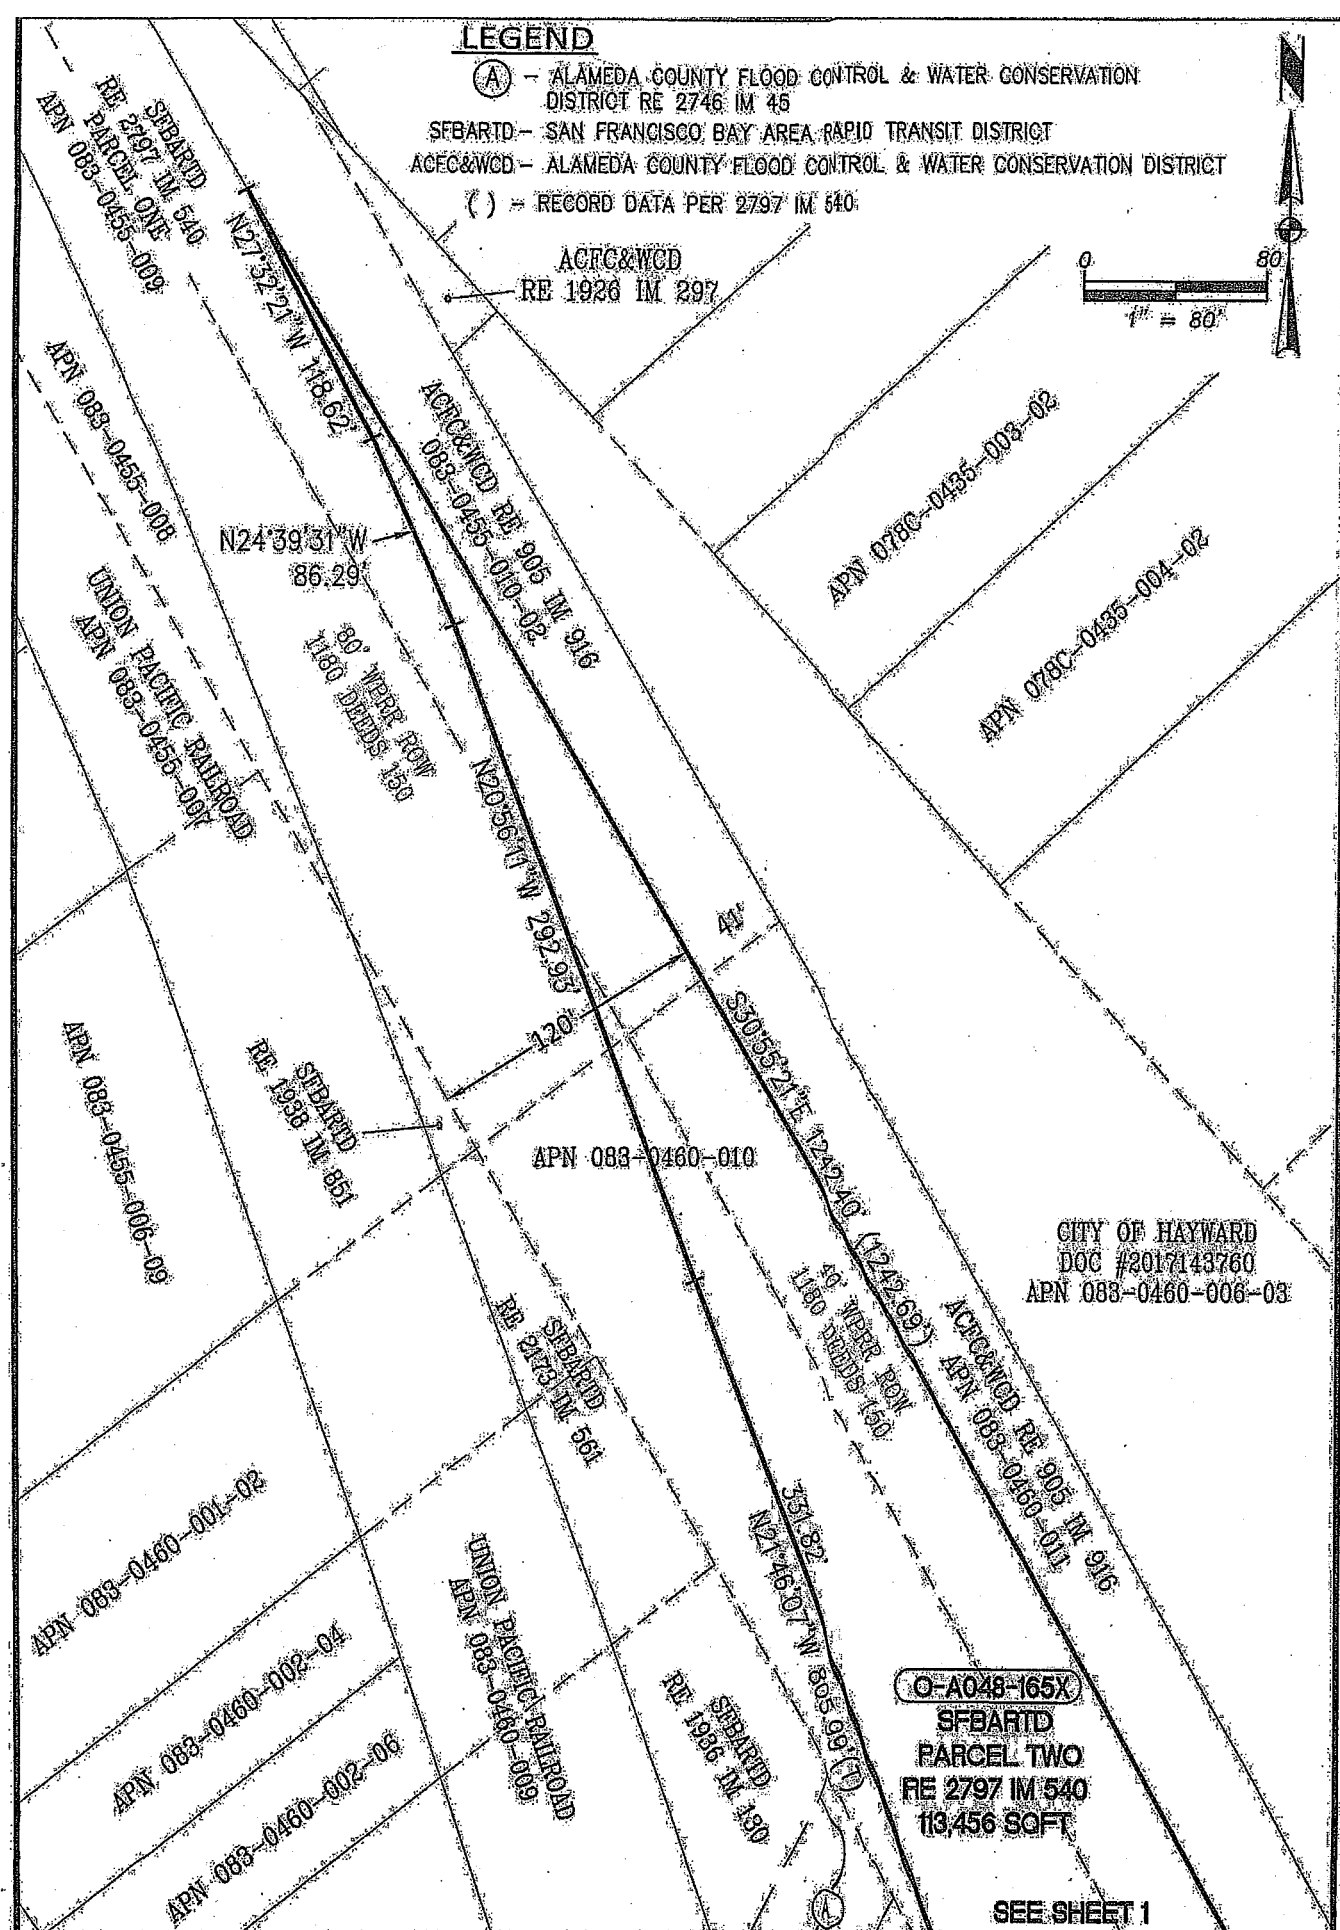 LEGEND
(A) - ALAMEDA COUNTY FLOOD CONTROL & WATER CONSERVATION
DISTRICT RE 2746 IM 45
SFBARTD - SAN FRANCISCO BAY AREA RAPID TRANSIT DISTRICT
ACFC&WCD - ALAMEDA COUNTY FLOOD CONTROL & WATER CONSERVATION DISTRICT
( ) - RECORD DATA PER 2797 IM 540
N
0 80
1" = 80'
SFBARTD
RE 2797 IM 540
PARCEL ONE
APN 083-0455-009
N27°32'21"W 118.62'
ACFC&WCD
RE 1926 IM 297
APN 083-0455-008
ACFC&WCD RE 905 IM 916
083-0455-010-02
APN 078C-0435-003-02
N24°39'31"W
86.29'
APN 078C-0435-004-02
UNION PACIFIC RAILROAD
APN 083-0455-007
80' WPRR ROW
1180 DEEDS 150
N20°56'11"W 292.93'
41'
120'
S30°55'21"E 1242.40' (1242.69')
APN 083-0455-006-09
SFBARTD
RE 1938 IM 851
APN 083-0460-010
CITY OF HAYWARD
DOC #2017143760
APN 083-0460-006-03
SFBARTD
RE 2173 IM 561
40' WPRR ROW
1180 DEEDS 150
ACFC&WCD RE 905 IM 916
APN 083-0460-011
APN 083-0460-001-02
331.82'
N21°46'07"W 805.99'(T)
UNION PACIFIC RAILROAD
APN 083-0460-009
APN 083-0460-002-04
APN 083-0460-002-06
SFBARTD
RE 1936 IM 130
O-A048-165X
SFBARTD
PARCEL TWO
RE 2797 IM 540
113,456 SQFT
A
SEE SHEET 1